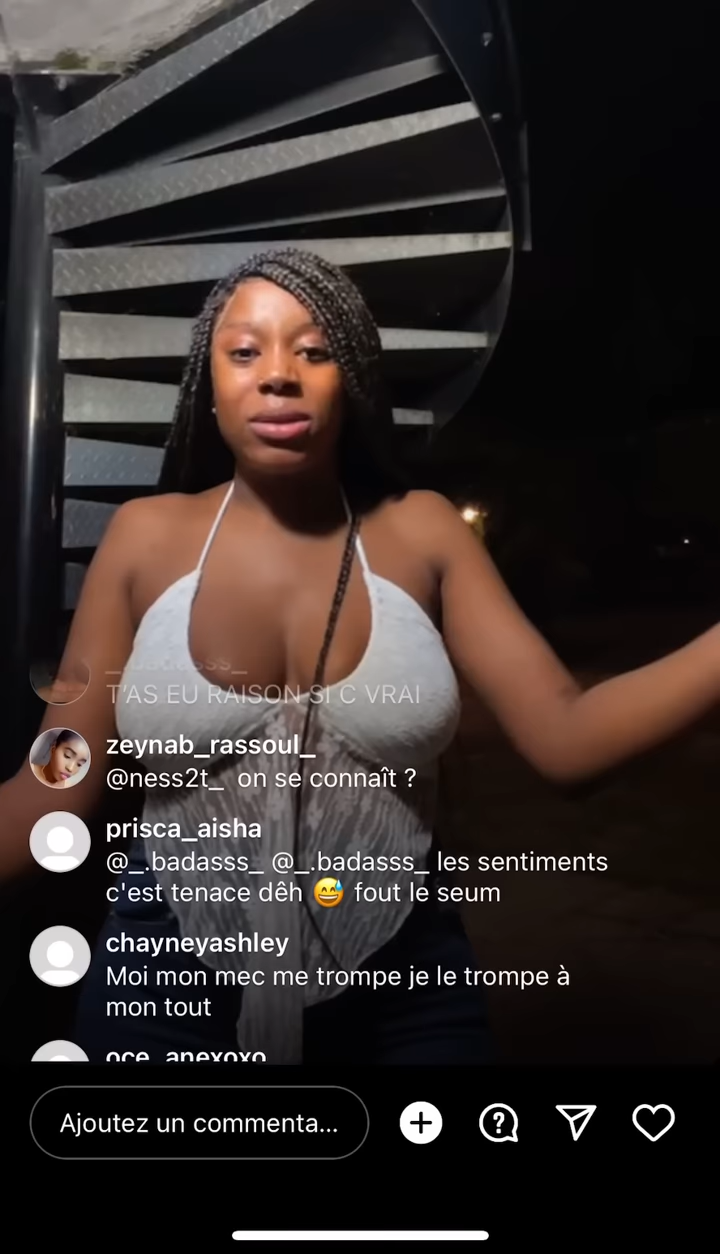 T'AS EU RAISON SI C VRAI
zeynab_rassoul_
@ness2t_ on se connaît ?
prisca_aisha
@_.badasss_ @_.badasss_ les sentiments
c'est tenace dêh 😅 fout le seum
chayneyashley
Moi mon mec me trompe je le trompe à
mon tout
oce_anexoxo
Ajoutez un commenta...